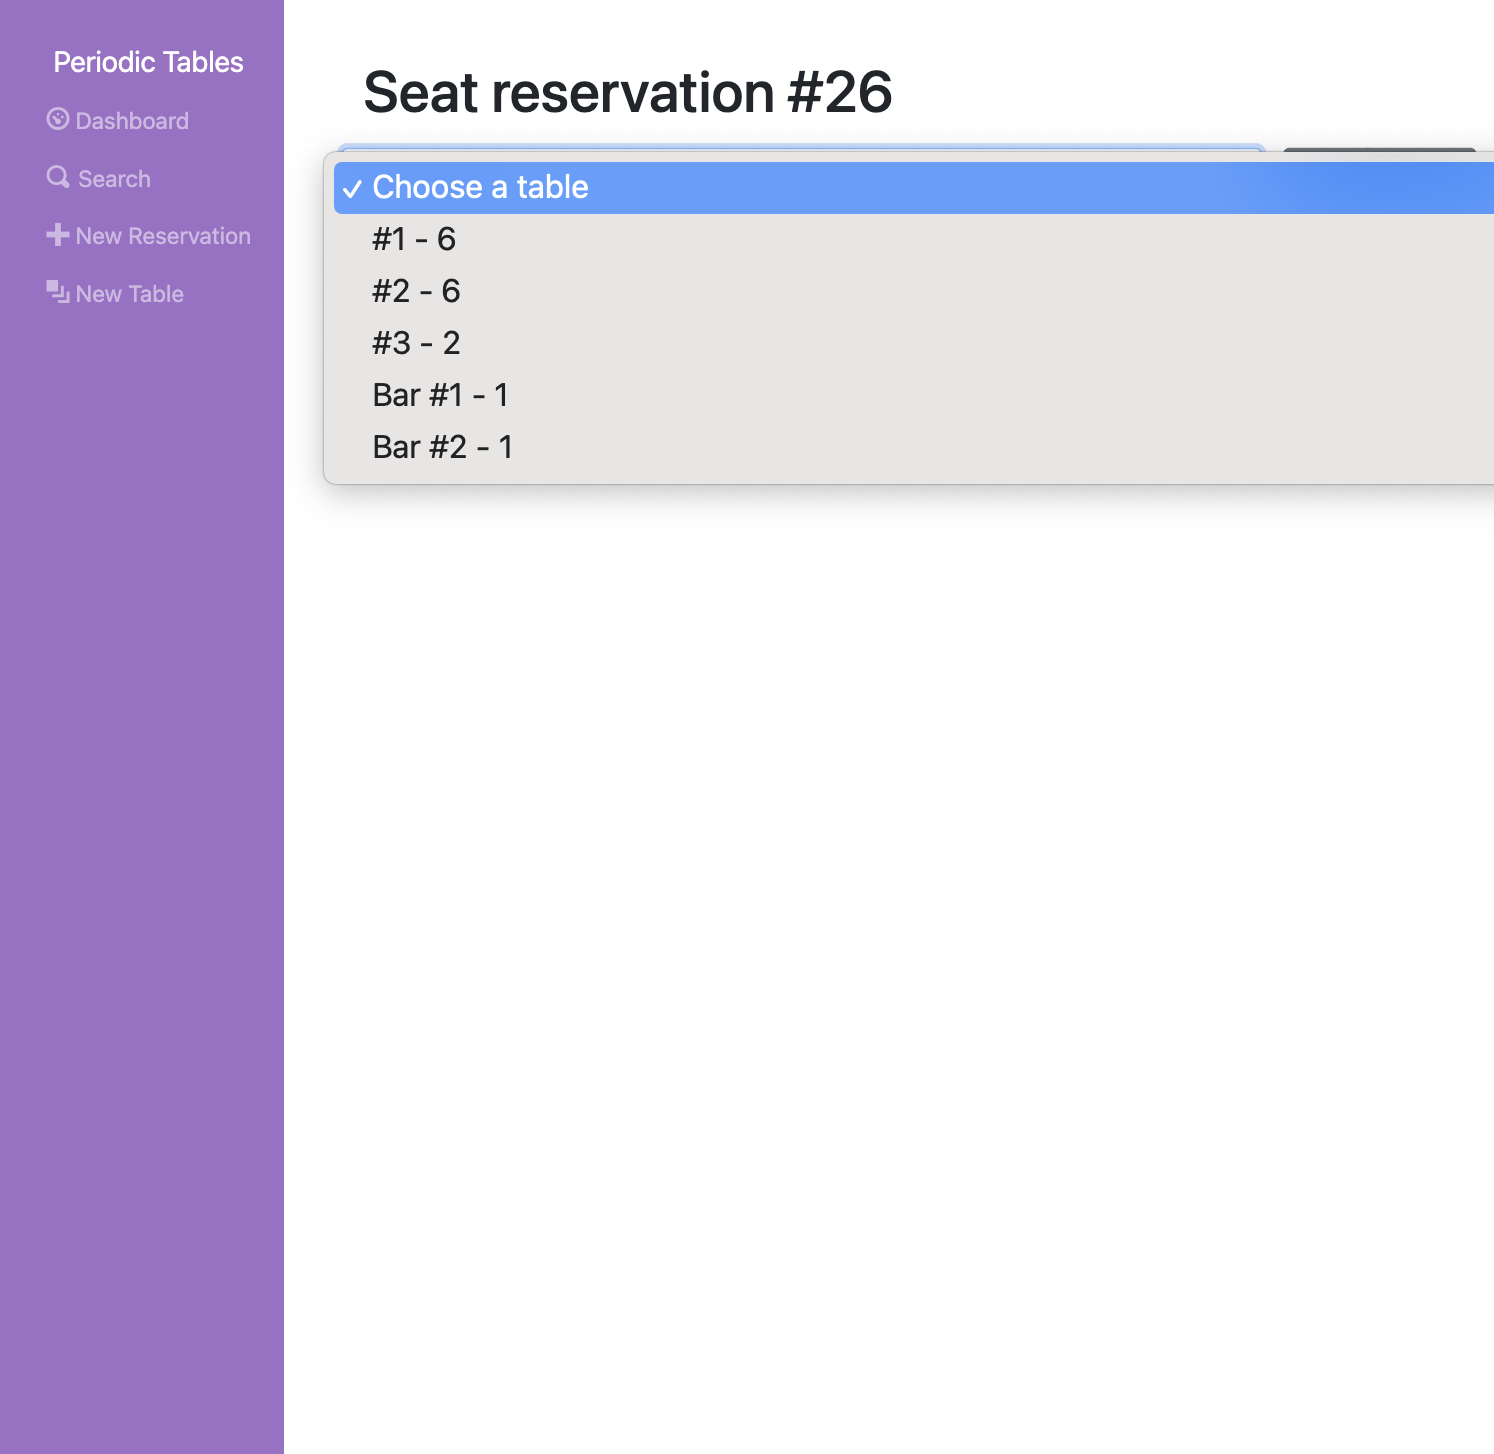 Periodic Tables
Dashboard
Search
New Reservation
New Table
Seat reservation #26
✓ Choose a table
#1 - 6
#2 - 6
#3 - 2
Bar #1 - 1
Bar #2 - 1